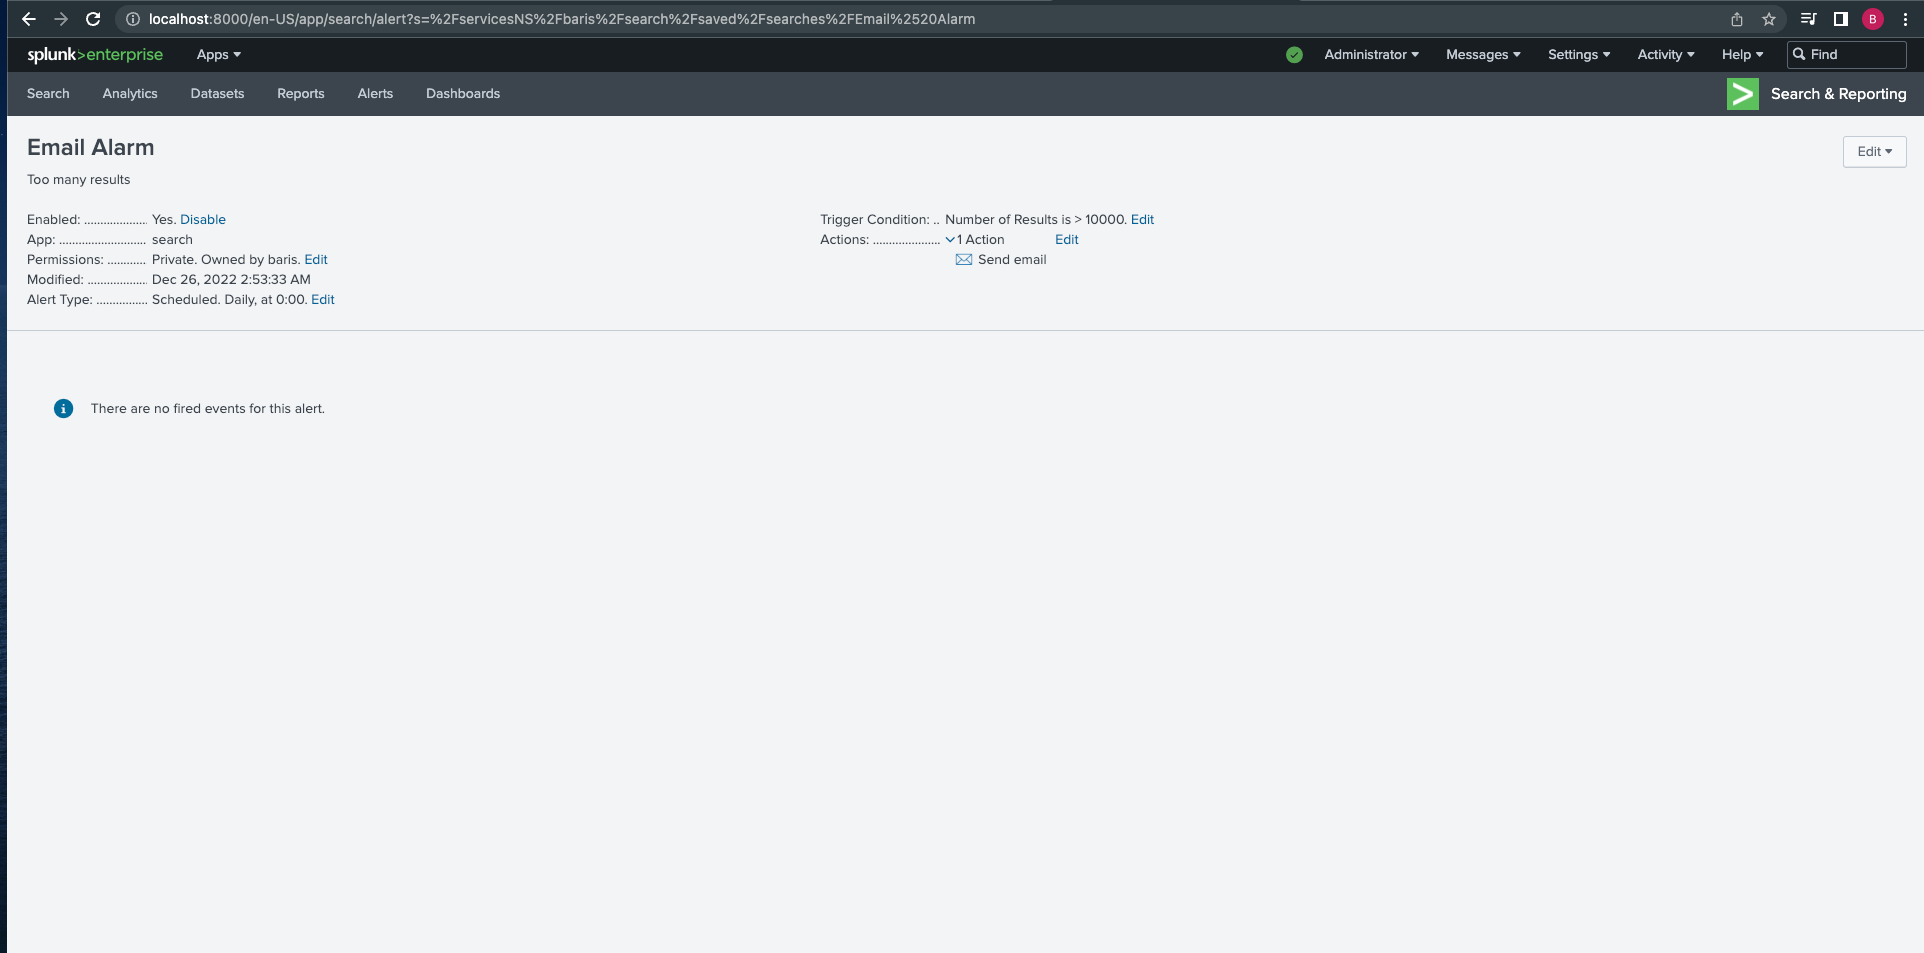 localhost:8000/en-US/app/search/alert?s=%2FservicesNS%2Fbaris%2Fsearch%2Fsaved%2Fsearches%2FEmail%2520Alarm
B
splunk>enterprise Apps Administrator Messages Settings Activity Help Find
Search Analytics Datasets Reports Alerts Dashboards Search & Reporting
Email Alarm
Edit
Too many results
Enabled: .................... Yes. Disable
App: ........................... search
Permissions: ............ Private. Owned by baris. Edit
Modified: ................... Dec 26, 2022 2:53:33 AM
Alert Type: ................ Scheduled. Daily, at 0:00. Edit
Trigger Condition: .. Number of Results is > 10000. Edit
Actions: ..................... 1 Action Edit
Send email
There are no fired events for this alert.